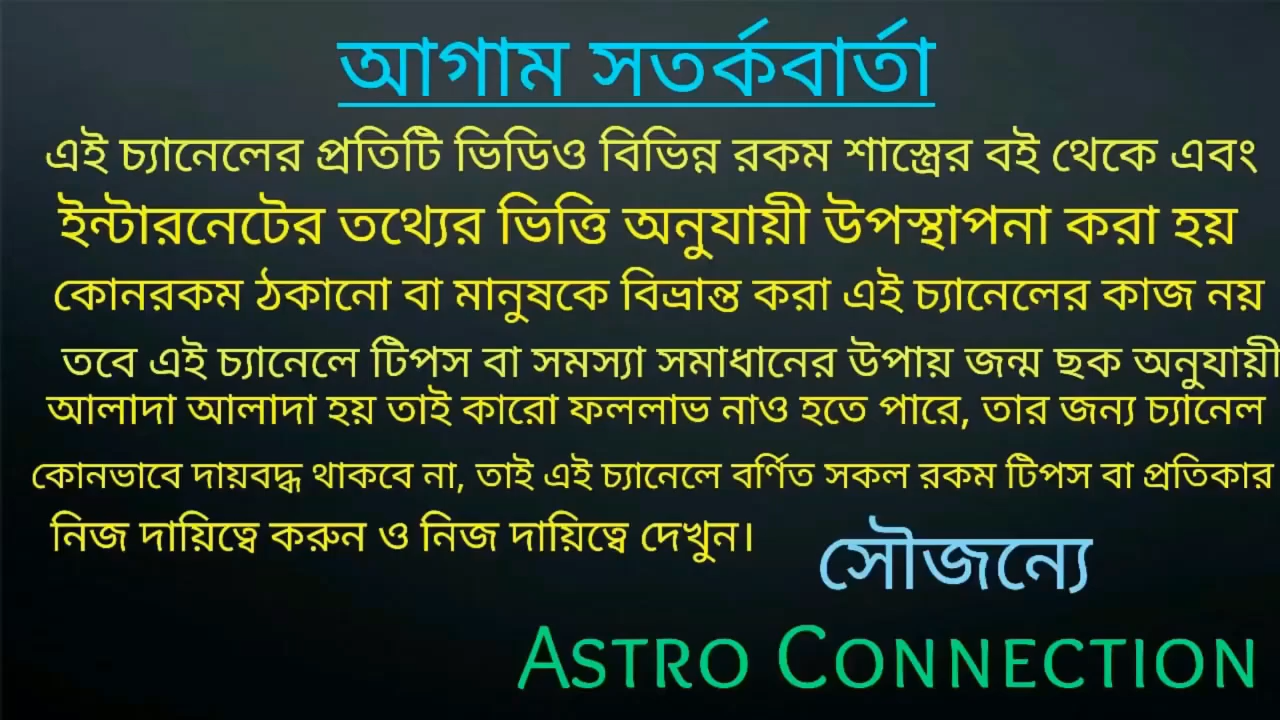 আগাম সতর্কবার্তা
এই চ্যানেলের প্রতিটি ভিডিও বিভিন্ন রকম শাস্ত্রের বই থেকে এবং
ইন্টারনেটের তথ্যের ভিত্তি অনুযায়ী উপস্থাপনা করা হয়
কোনরকম ঠকানো বা মানুষকে বিভ্রান্ত করা এই চ্যানেলের কাজ নয়
তবে এই চ্যানেলে টিপস বা সমস্যা সমাধানের উপায় জন্ম ছক অনুযায়ী
আলাদা আলাদা হয় তাই কারো ফললাভ নাও হতে পারে, তার জন্য চ্যানেল
কোনভাবে দায়বদ্ধ থাকবে না, তাই এই চ্যানেলে বর্ণিত সকল রকম টিপস বা প্রতিকার
নিজ দায়িত্বে করুন ও নিজ দায়িত্বে দেখুন।
সৌজন্যে
ASTRO CONNECTION